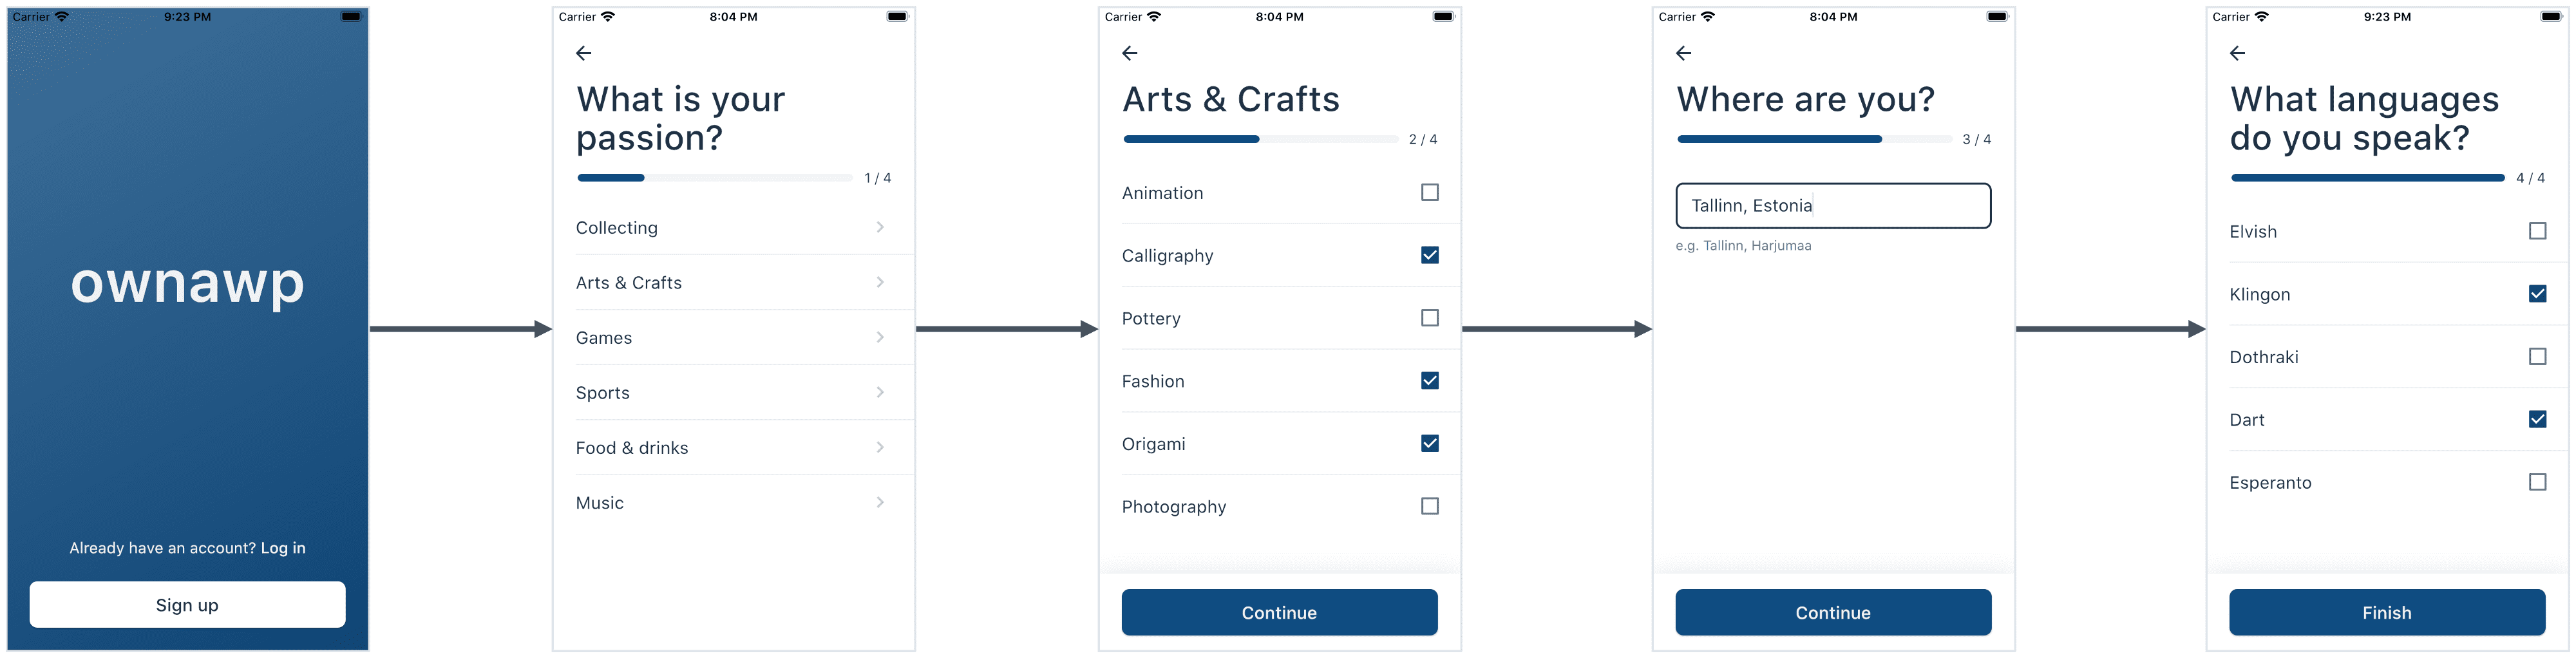 Carrier 9:23 PM
ownawp
Already have an account? Log in
Sign up
Carrier 8:04 PM
What is your
passion?
1 / 4
Collecting
Arts & Crafts
Games
Sports
Food & drinks
Music
Carrier 8:04 PM
Arts & Crafts
2 / 4
Animation
Calligraphy
Pottery
Fashion
Origami
Photography
Continue
Carrier 8:04 PM
Where are you?
3 / 4
Tallinn, Estonia
e.g. Tallinn, Harjumaa
Continue
Carrier 9:23 PM
What languages
do you speak?
4 / 4
Elvish
Klingon
Dothraki
Dart
Esperanto
Finish